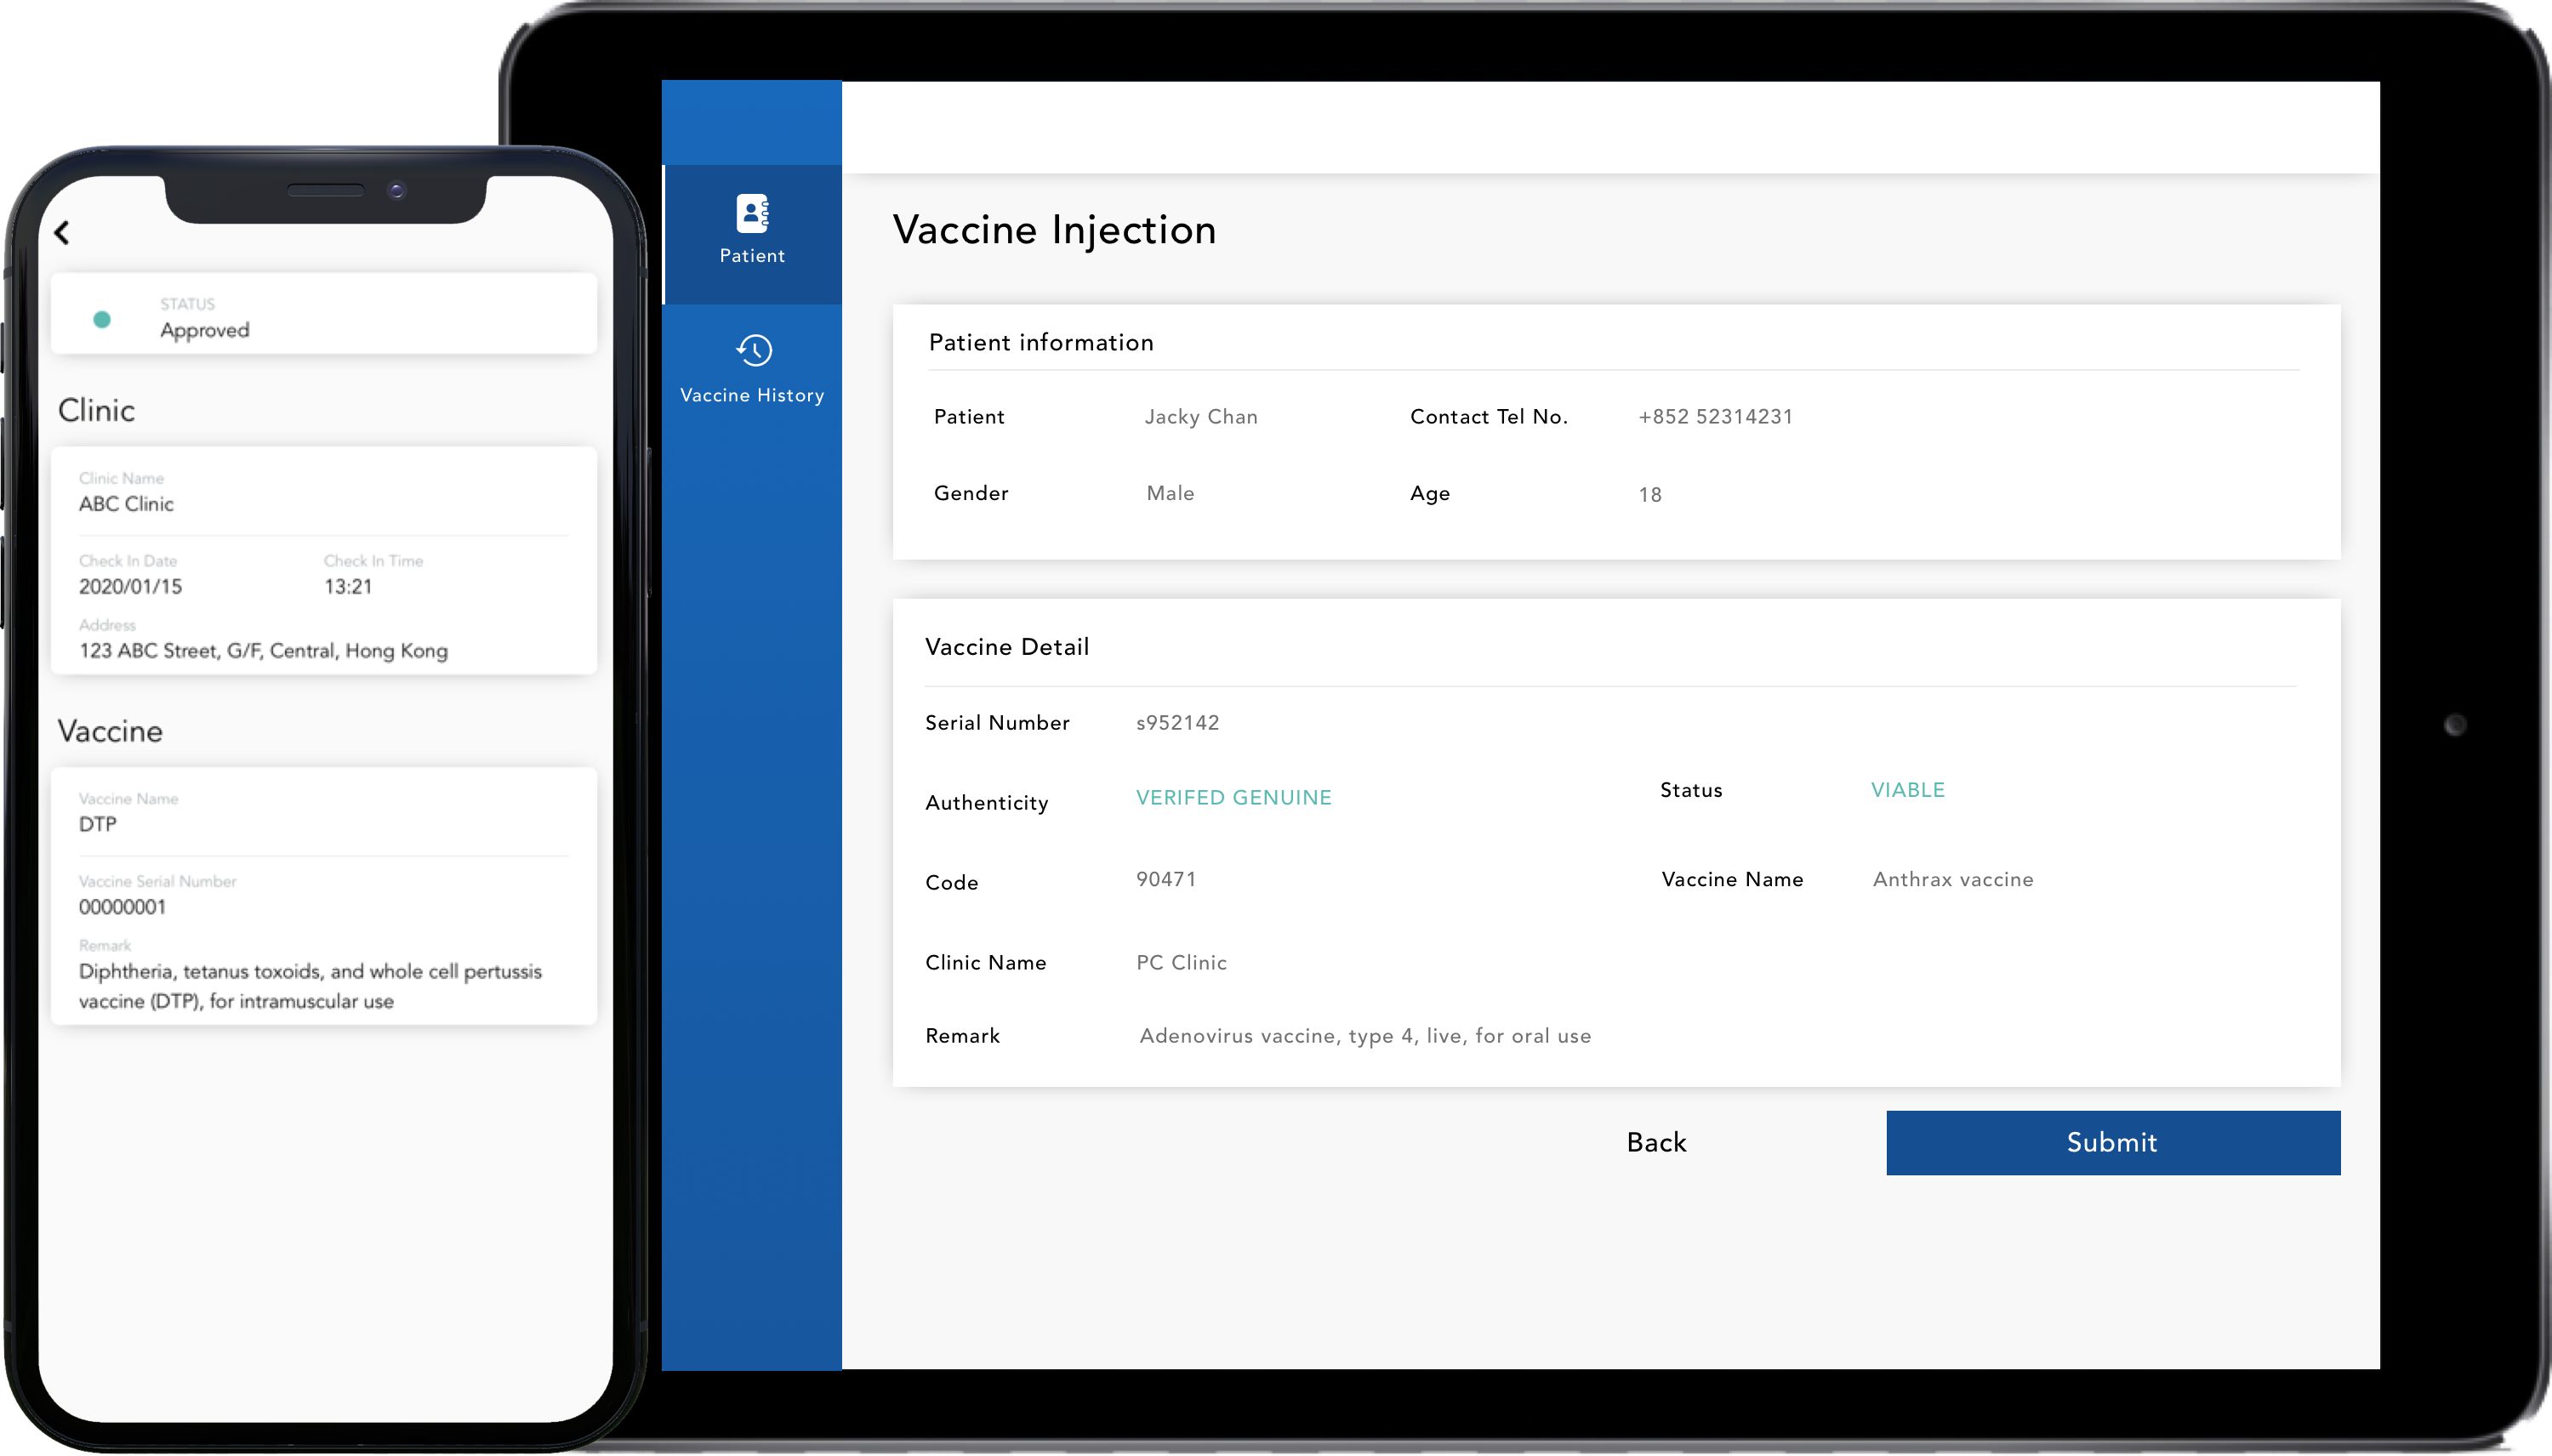 STATUS
Approved
Clinic
Clinic Name
ABC Clinic
Check In Date Check In Time
2020/01/15 13:21
Address
123 ABC Street, G/F, Central, Hong Kong
Vaccine
Vaccine Name
DTP
Vaccine Serial Number
00000001
Remark
Diphtheria, tetanus toxoids, and whole cell pertussis
vaccine (DTP), for intramuscular use
Patient
Vaccine History
Vaccine Injection
Patient information
Patient Jacky Chan Contact Tel No. +852 52314231
Gender Male Age 18
Vaccine Detail
Serial Number s952142
Authenticity VERIFED GENUINE Status VIABLE
Code 90471 Vaccine Name Anthrax vaccine
Clinic Name PC Clinic
Remark Adenovirus vaccine, type 4, live, for oral use
Back Submit